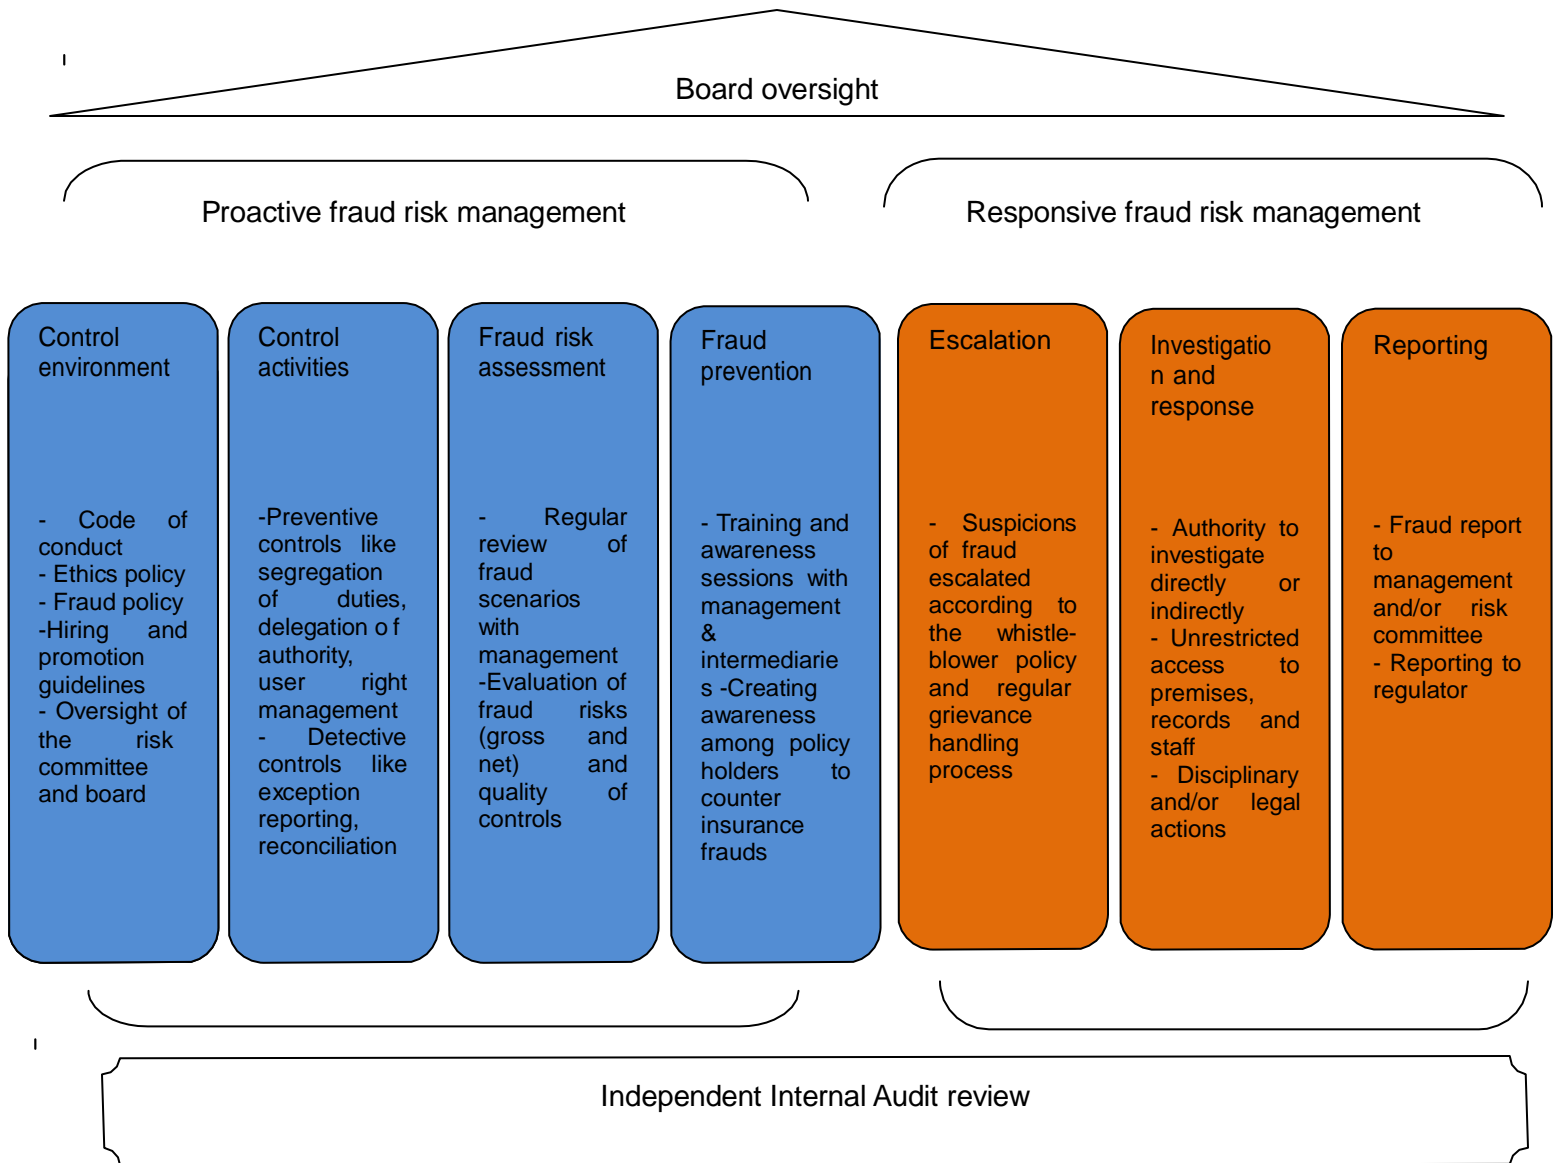 Board oversight
Proactive fraud risk management
Responsive fraud risk management
Control
environment
- Code of
conduct
- Ethics policy
- Fraud policy
-Hiring and
promotion
guidelines
- Oversight of
the risk
committee
and board
Control
activities
-Preventive
controls like
segregation
of duties,
delegation o f
authority,
user right
management
- Detective
controls like
exception
reporting,
reconciliation
Fraud risk
assessment
- Regular
review of
fraud
scenarios
with
management
-Evaluation of
fraud risks
(gross and
net) and
quality of
controls
Fraud
prevention
- Training and
awareness
sessions with
management
&
intermediarie
s -Creating
awareness
among policy
holders to
counter
insurance
frauds
Escalation
- Suspicions
of fraud
escalated
according to
the whistle-
blower policy
and regular
grievance
handling
process
Investigatio
n and
response
- Authority to
investigate
directly or
indirectly
- Unrestricted
access to
premises,
records and
staff
- Disciplinary
and/or legal
actions
Reporting
- Fraud report
to
management
and/or risk
committee
- Reporting to
regulator
Independent Internal Audit review